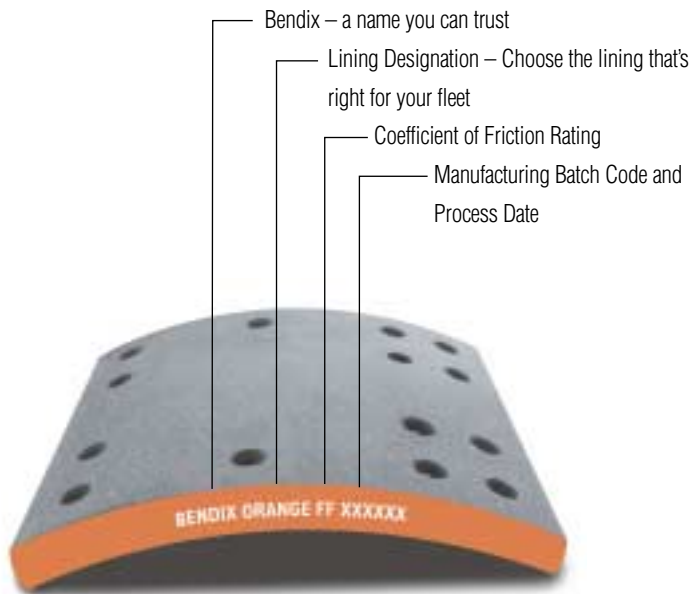 Bendix – a name you can trust
Lining Designation – Choose the lining that's
right for your fleet
Coefficient of Friction Rating
Manufacturing Batch Code and
Process Date
BENDIX ORANGE FF XXXXXX